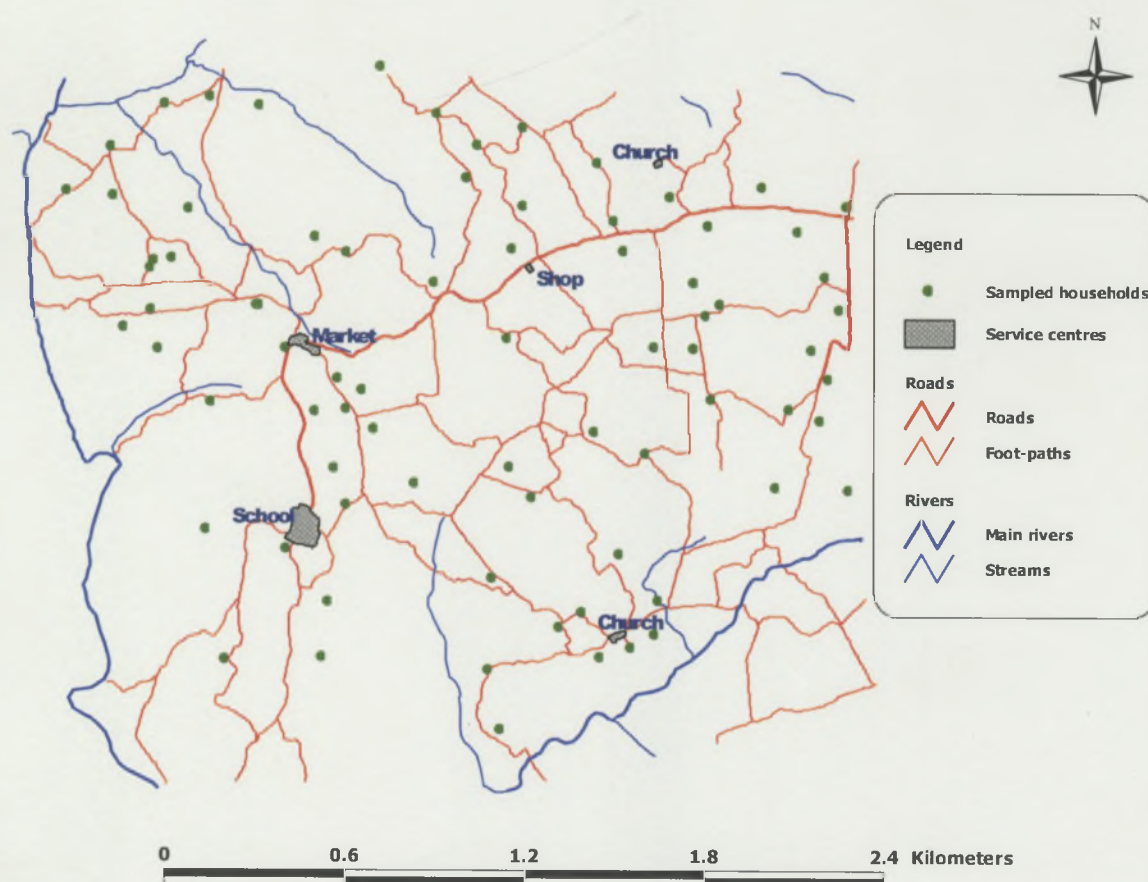 N
Church
Shop
Market
School
Church
Legend
Sampled households
Service centres
Roads
Roads
Foot-paths
Rivers
Main rivers
Streams
0 0.6 1.2 1.8 2.4 Kilometers